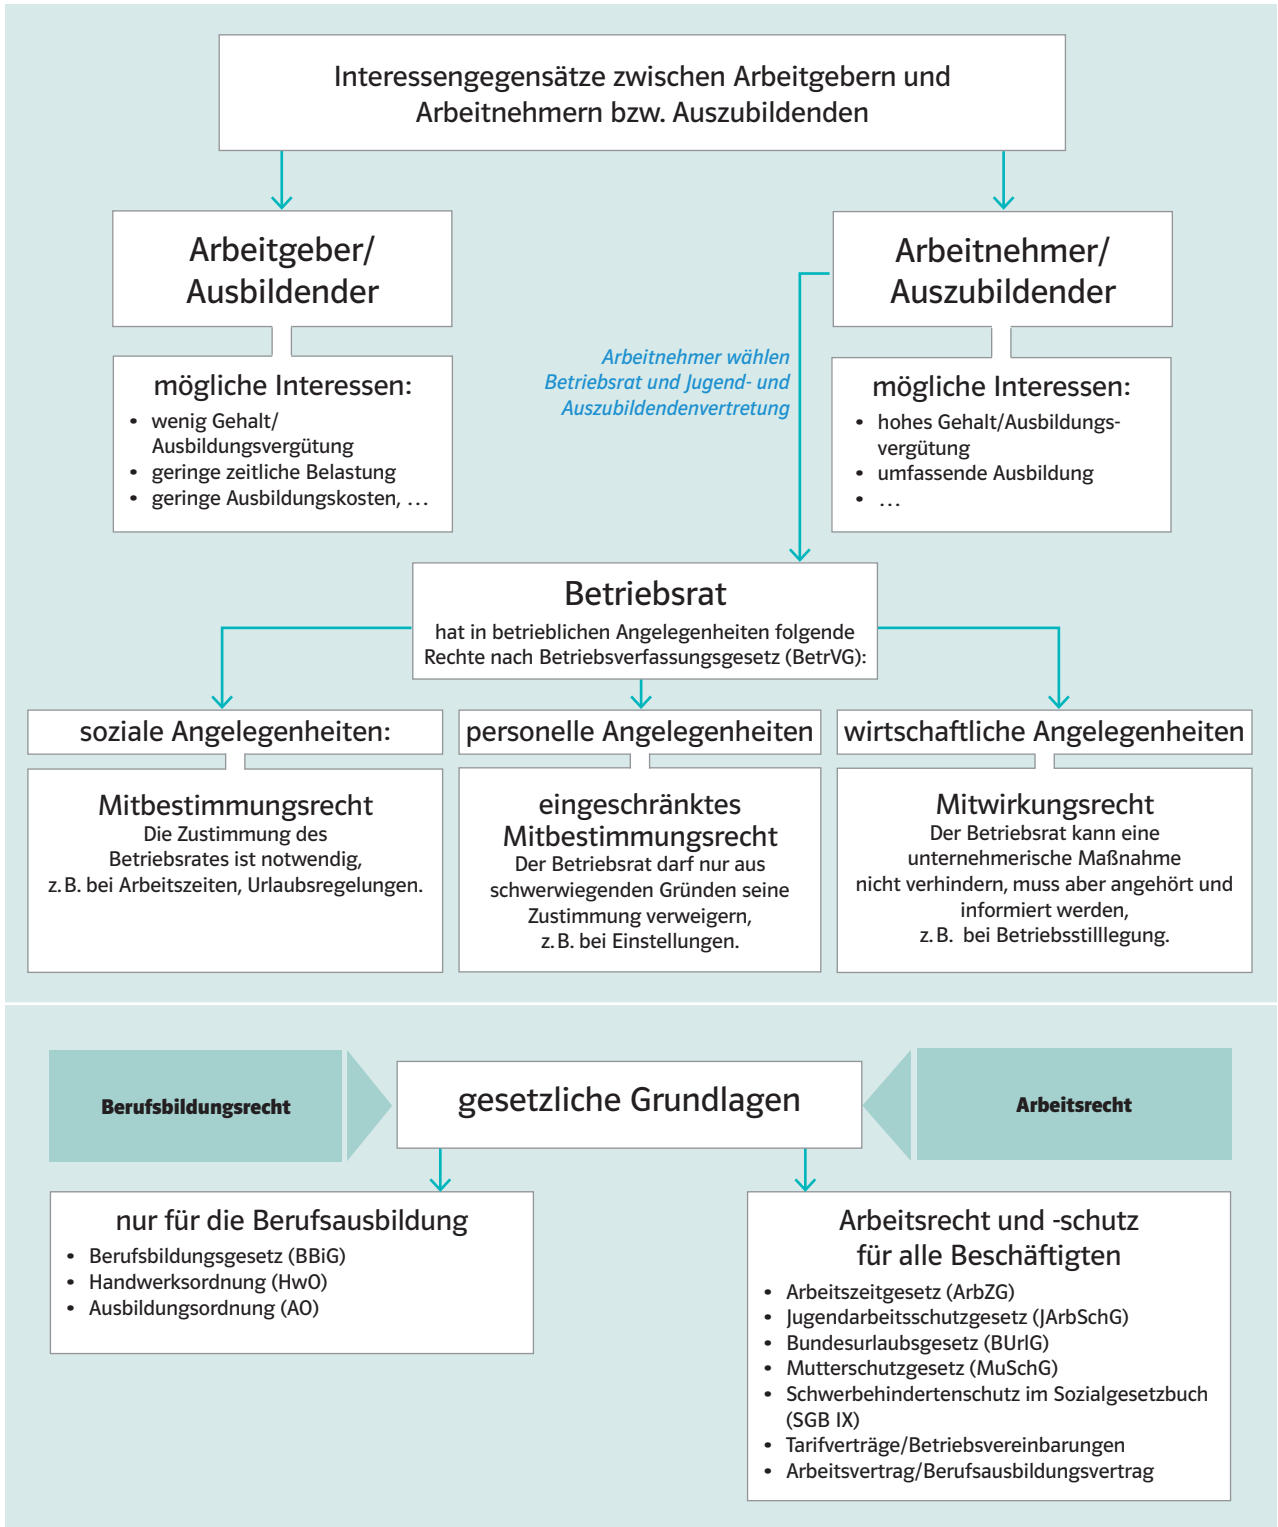 Interessengegensätze zwischen Arbeitgebern und
Arbeitnehmern bzw. Auszubildenden
Arbeitgeber/
Ausbildender
mögliche Interessen:
• wenig Gehalt/
Ausbildungsvergütung
• geringe zeitliche Belastung
• geringe Ausbildungskosten, …
Arbeitnehmer wählen
Betriebsrat und Jugend- und
Auszubildendenvertretung
Arbeitnehmer/
Auszubildender
mögliche Interessen:
• hohes Gehalt/Ausbildungs-
vergütung
• umfassende Ausbildung
• …
Betriebsrat
hat in betrieblichen Angelegenheiten folgende
Rechte nach Betriebsverfassungsgesetz (BetrVG):
soziale Angelegenheiten:
Mitbestimmungsrecht
Die Zustimmung des
Betriebsrates ist notwendig,
z. B. bei Arbeitszeiten, Urlaubsregelungen.
personelle Angelegenheiten
eingeschränktes
Mitbestimmungsrecht
Der Betriebsrat darf nur aus
schwerwiegenden Gründen seine
Zustimmung verweigern,
z. B. bei Einstellungen.
wirtschaftliche Angelegenheiten
Mitwirkungsrecht
Der Betriebsrat kann eine
unternehmerische Maßnahme
nicht verhindern, muss aber angehört und
informiert werden,
z. B. bei Betriebsstilllegung.
Berufsbildungsrecht
gesetzliche Grundlagen
Arbeitsrecht
nur für die Berufsausbildung
• Berufsbildungsgesetz (BBiG)
• Handwerksordnung (HwO)
• Ausbildungsordnung (AO)
Arbeitsrecht und -schutz
für alle Beschäftigten
• Arbeitszeitgesetz (ArbZG)
• Jugendarbeitsschutzgesetz (JArbSchG)
• Bundesurlaubsgesetz (BUrlG)
• Mutterschutzgesetz (MuSchG)
• Schwerbehindertenschutz im Sozialgesetzbuch
(SGB IX)
• Tarifverträge/Betriebsvereinbarungen
• Arbeitsvertrag/Berufsausbildungsvertrag